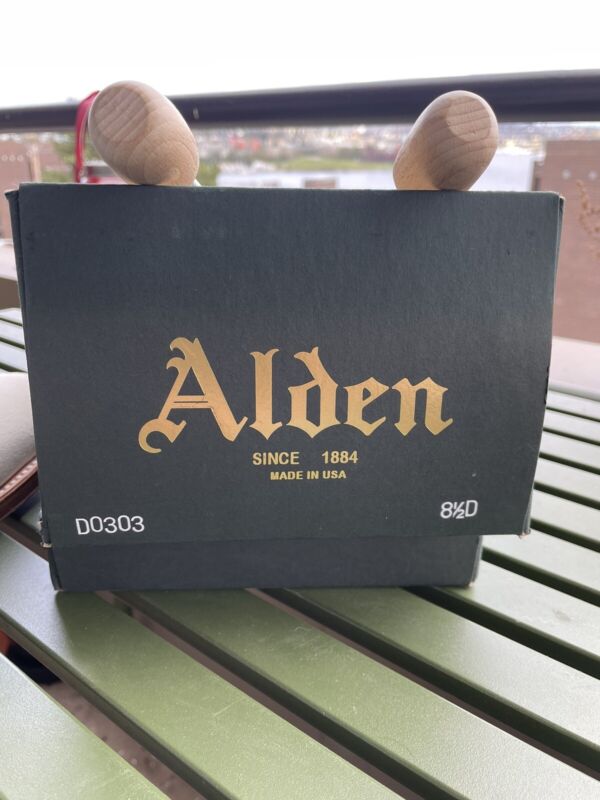 Alden
SINCE 1884
MADE IN USA
D0303 8½D